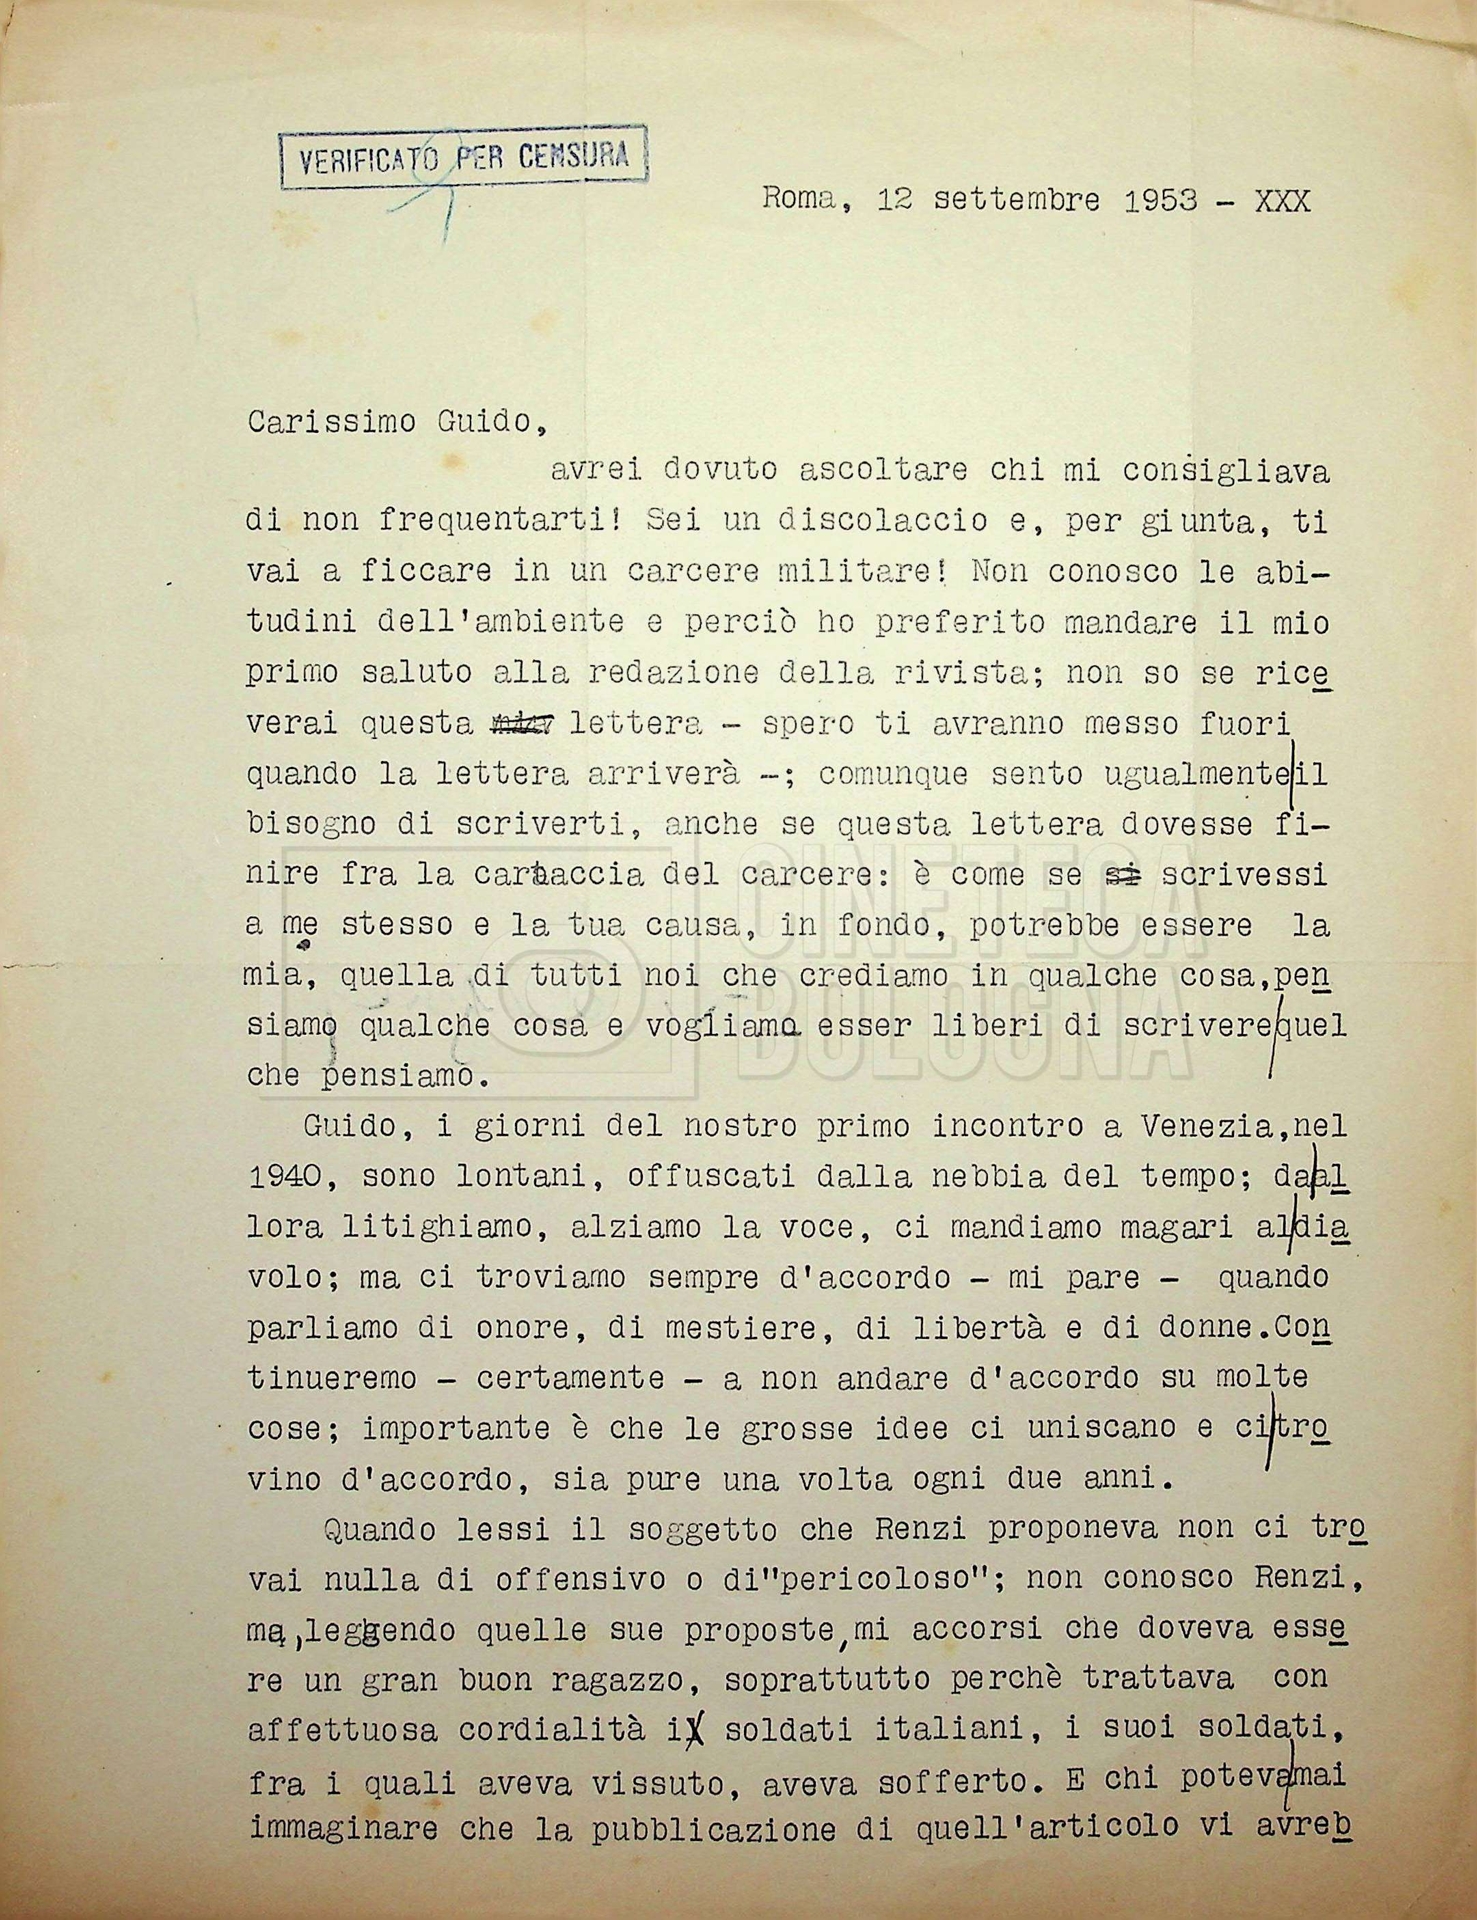 VERIFICATO PER CENSURA
Roma, 12 settembre 1953 - XXX
Carissimo Guido,
avrei dovuto ascoltare chi mi consigliava
di non frequentarti! Sei un discolaccio e, per giunta, ti
vai a ficcare in un carcere militare! Non conosco le abi-
tudini dell'ambiente e perciò ho preferito mandare il mio
primo saluto alla redazione della rivista; non so se rice
verai questa lettera - spero ti avranno messo fuori
quando la lettera arriverà -; comunque sento ugualmente il
bisogno di scriverti, anche se questa lettera dovesse fi-
nire fra la cartaccia del carcere: è come se si scrivessi
a me stesso e la tua causa, in fondo, potrebbe essere la
mia, quella di tutti noi che crediamo in qualche cosa,pen
siamo qualche cosa e vogliamo esser liberi di scrivere quel
che pensiamo.
Guido, i giorni del nostro primo incontro a Venezia,nel
1940, sono lontani, offuscati dalla nebbia del tempo; da al
lora litighiamo, alziamo la voce, ci mandiamo magari al dia
volo; ma ci troviamo sempre d'accordo - mi pare - quando
parliamo di onore, di mestiere, di libertà e di donne.Con
tinueremo - certamente - a non andare d'accordo su molte
cose; importante è che le grosse idee ci uniscano e ci tro
vino d'accordo, sia pure una volta ogni due anni.
Quando lessi il soggetto che Renzi proponeva non ci tro
vai nulla di offensivo o di"pericoloso"; non conosco Renzi,
ma,leggendo quelle sue proposte,mi accorsi che doveva esse
re un gran buon ragazzo, soprattutto perchè trattava con
affettuosa cordialità i soldati italiani, i suoi soldati,
fra i quali aveva vissuto, aveva sofferto. E chi poteva mai
immaginare che la pubblicazione di quell'articolo vi avreb
CINETECA
BOLOGNA